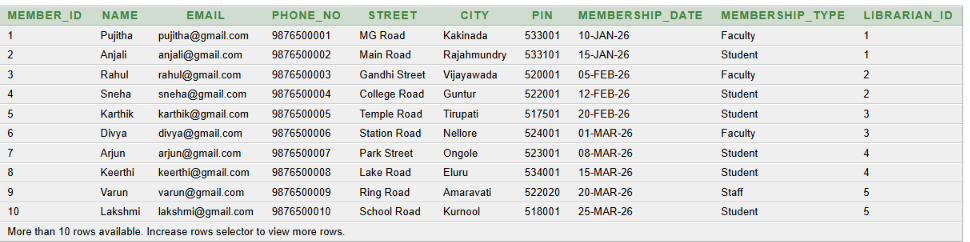 MEMBER_ID NAME EMAIL PHONE_NO STREET CITY PIN MEMBERSHIP_DATE MEMBERSHIP_TYPE LIBRARIAN_ID
1 Pujitha pujitha@gmail.com 9876500001 MG Road Kakinada 533001 10-JAN-26 Faculty 1
2 Anjali anjali@gmail.com 9876500002 Main Road Rajahmundry 533101 15-JAN-26 Student 1
3 Rahul rahul@gmail.com 9876500003 Gandhi Street Vijayawada 520001 05-FEB-26 Faculty 2
4 Sneha sneha@gmail.com 9876500004 College Road Guntur 522001 12-FEB-26 Student 2
5 Karthik karthik@gmail.com 9876500005 Temple Road Tirupati 517501 20-FEB-26 Student 3
6 Divya divya@gmail.com 9876500006 Station Road Nellore 524001 01-MAR-26 Faculty 3
7 Arjun arjun@gmail.com 9876500007 Park Street Ongole 523001 08-MAR-26 Student 4
8 Keerthi keerthi@gmail.com 9876500008 Lake Road Eluru 534001 15-MAR-26 Student 4
9 Varun varun@gmail.com 9876500009 Ring Road Amaravati 522020 20-MAR-26 Staff 5
10 Lakshmi lakshmi@gmail.com 9876500010 School Road Kurnool 518001 25-MAR-26 Student 5
More than 10 rows available. Increase rows selector to view more rows.